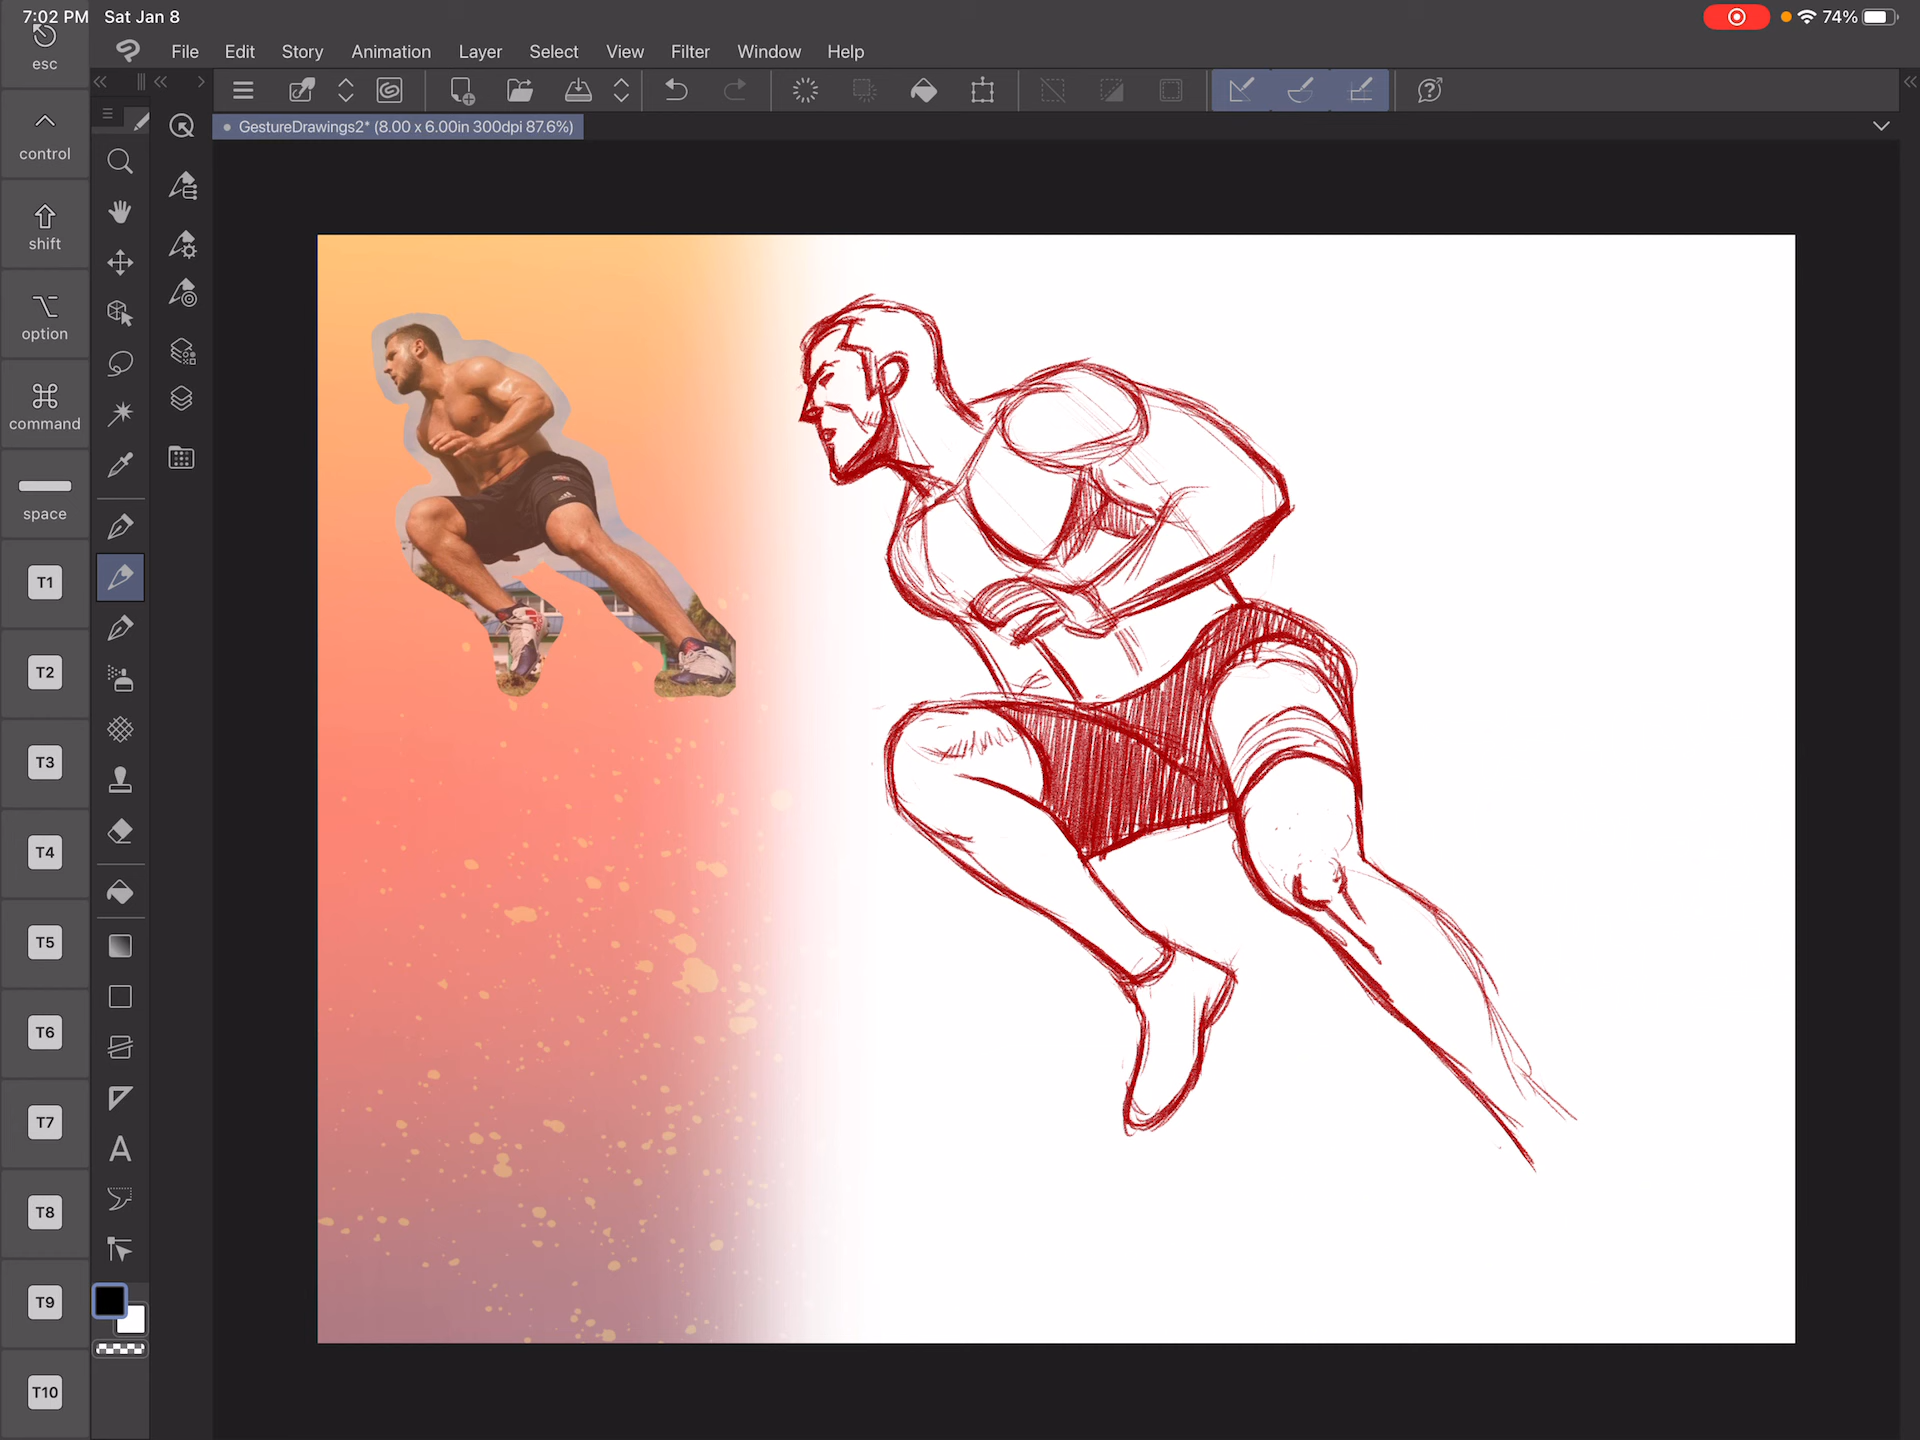 7:02 PM Sat Jan 8
74%
esc
File Edit Story Animation Layer Select View Filter Window Help
GestureDrawings2* (8.00 x 6.00in 300dpi 87.6%)
control
shift
option
command
space
T1
T2
T3
T4
T5
T6
T7
T8
T9
T10